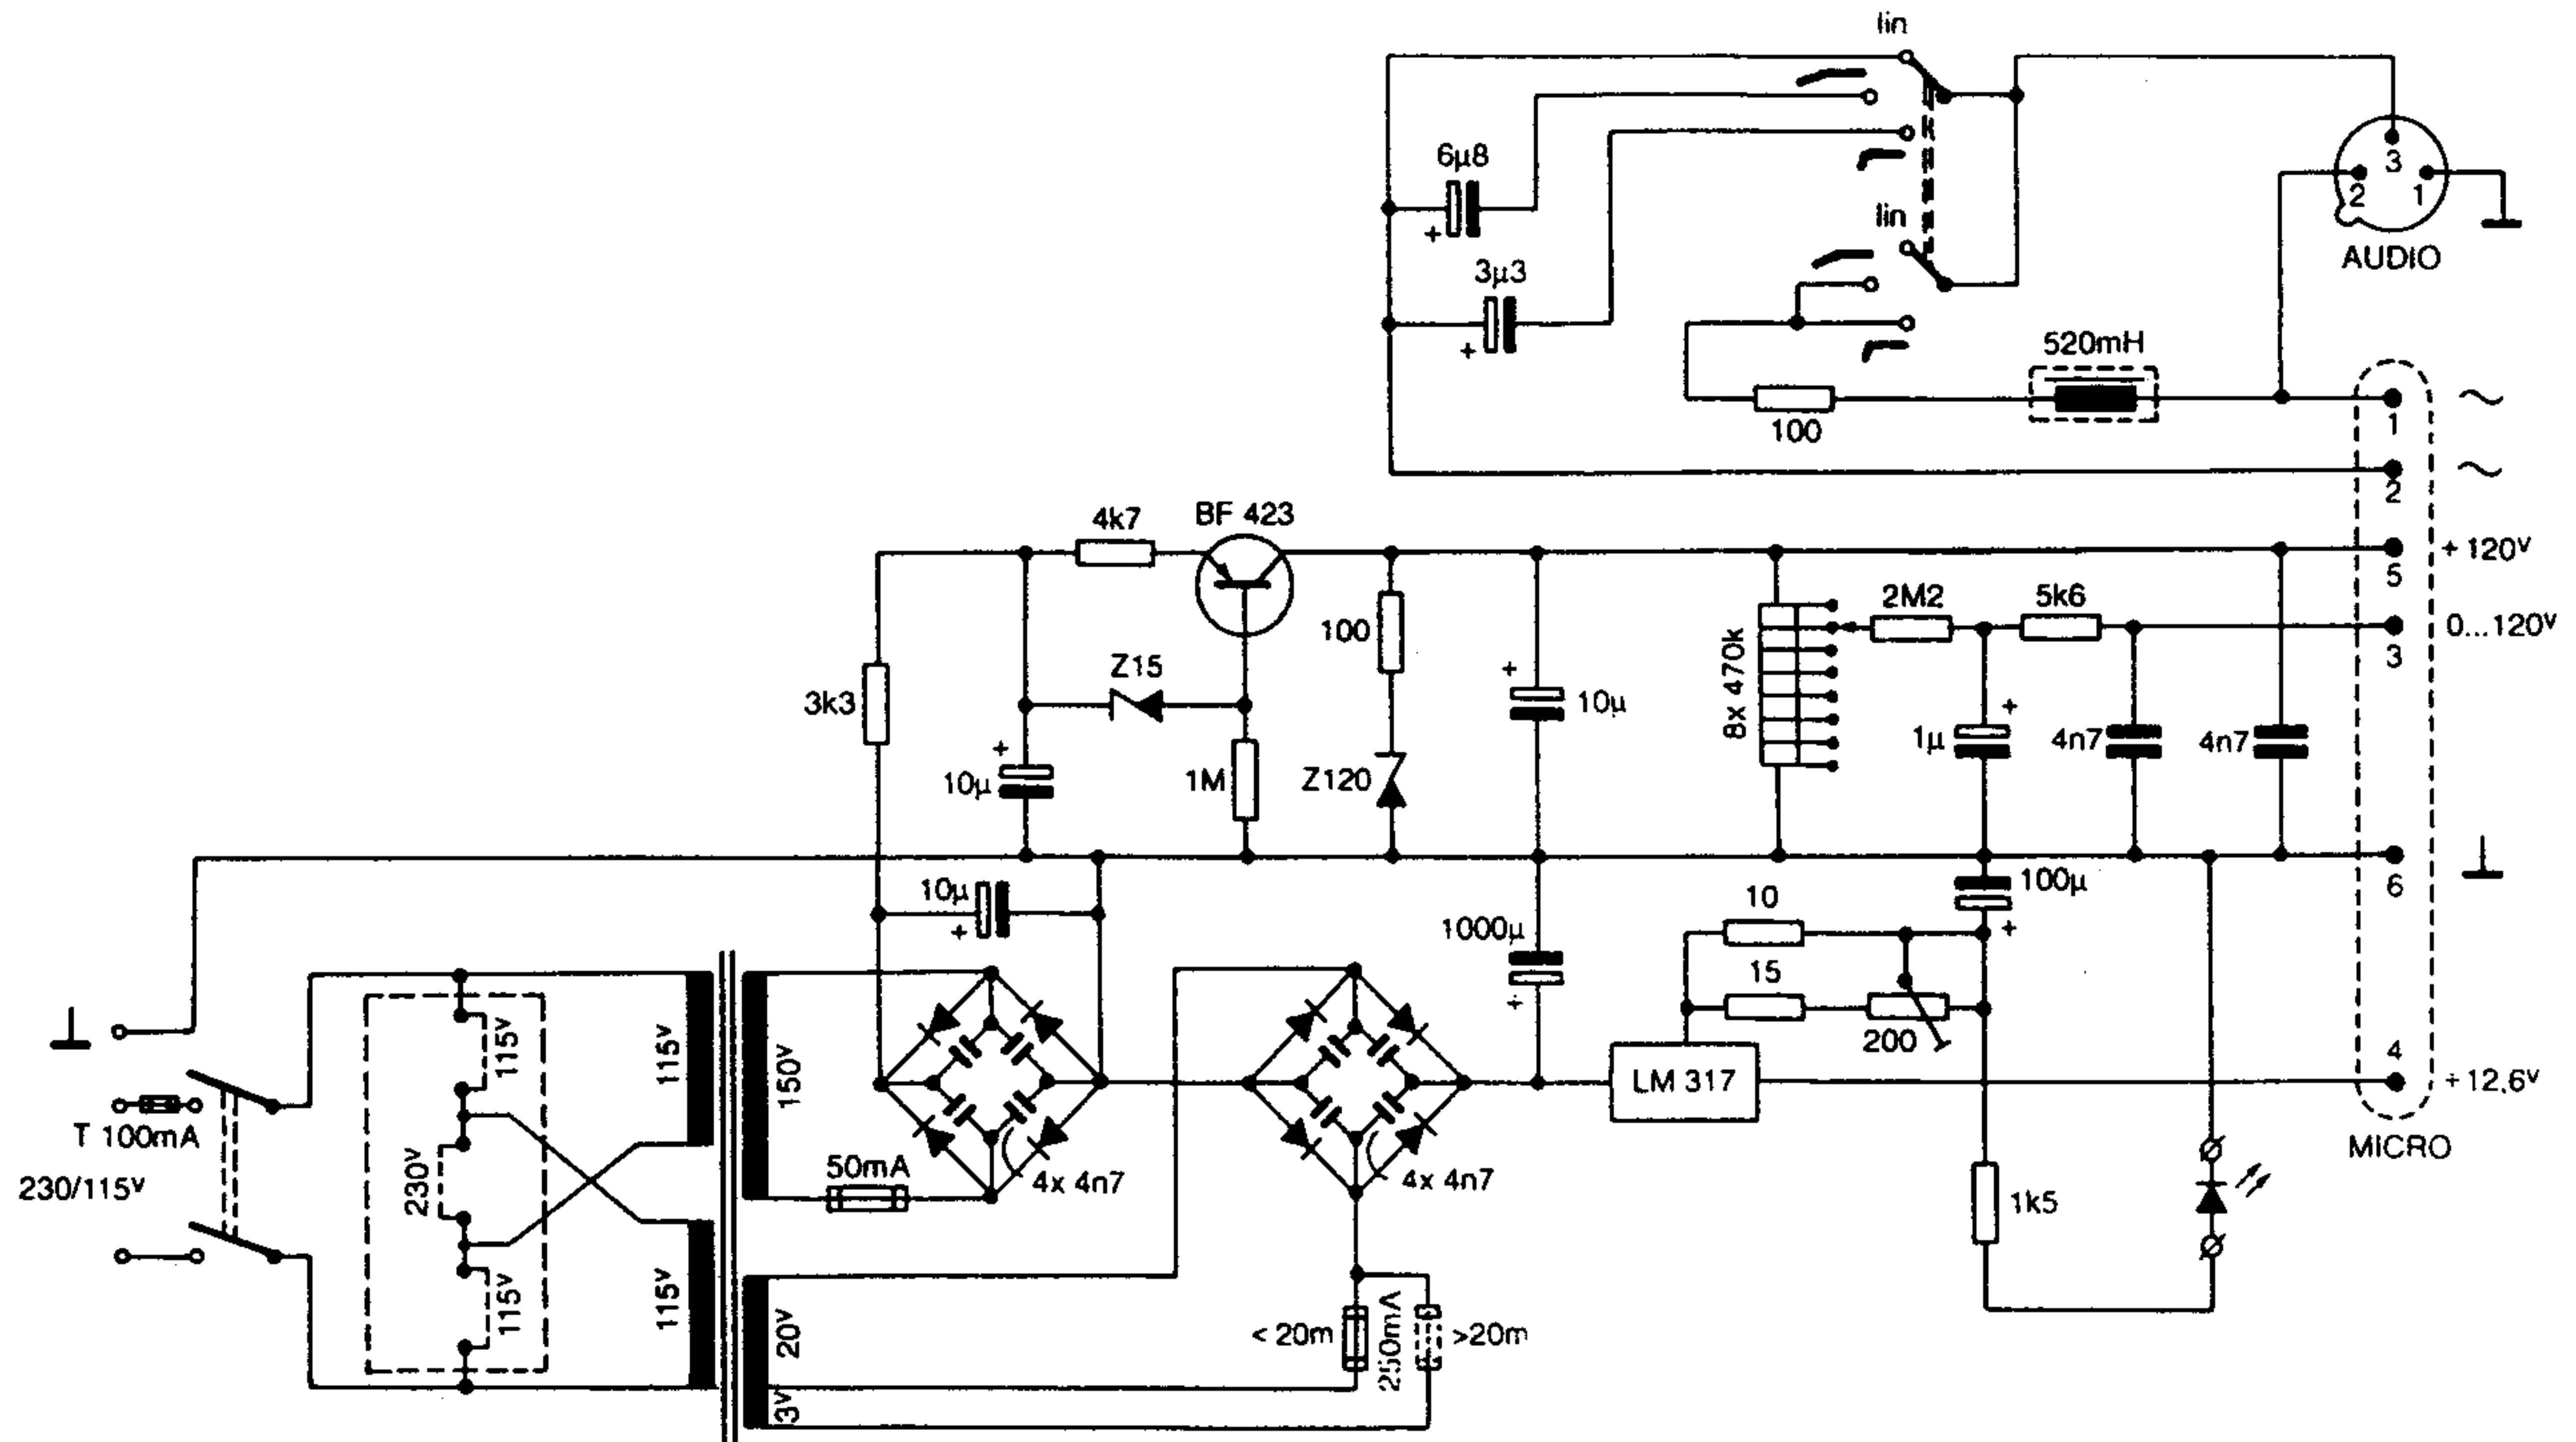 lin
6µ8
lin
3µ3
3
2
1
AUDIO
520mH
100
1
2
4k7
BF 423
+120V
5
2M2
5k6
0...120V
3
100
Z15
3k3
8x 470k
10µ
1µ
4n7
4n7
10µ
1M
Z120
10µ
10
100µ
6
1000µ
15
115V
115V
150V
200
LM 317
4
+12,6V
T 100mA
MICRO
230/115V
230V
50mA
4x 4n7
4x 4n7
1k5
115V
115V
20V
<20m
250mA
>20m
3V